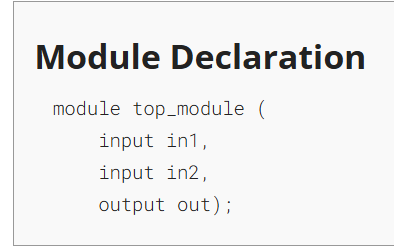 Module Declaration
module top_module (
    input in1,
    input in2,
    output out);